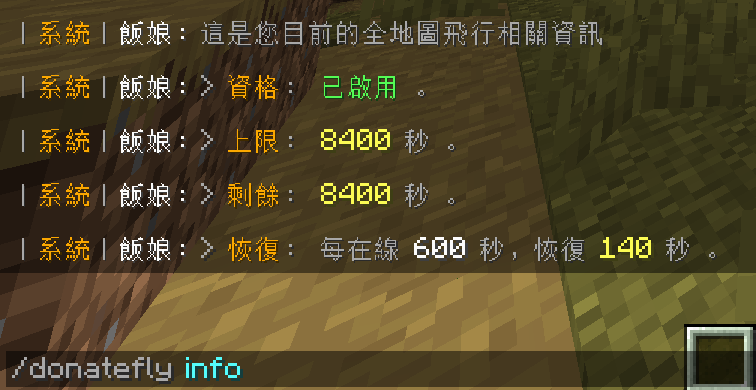 | 系統 | 飯娘: 這是您目前的全地圖飛行相關資訊
| 系統 | 飯娘: > 資格: 已啟用 。
| 系統 | 飯娘: > 上限: 8400 秒 。
| 系統 | 飯娘: > 剩餘: 8400 秒 。
| 系統 | 飯娘: > 恢復: 每在線 600 秒, 恢復 140 秒 。
/donatefly info